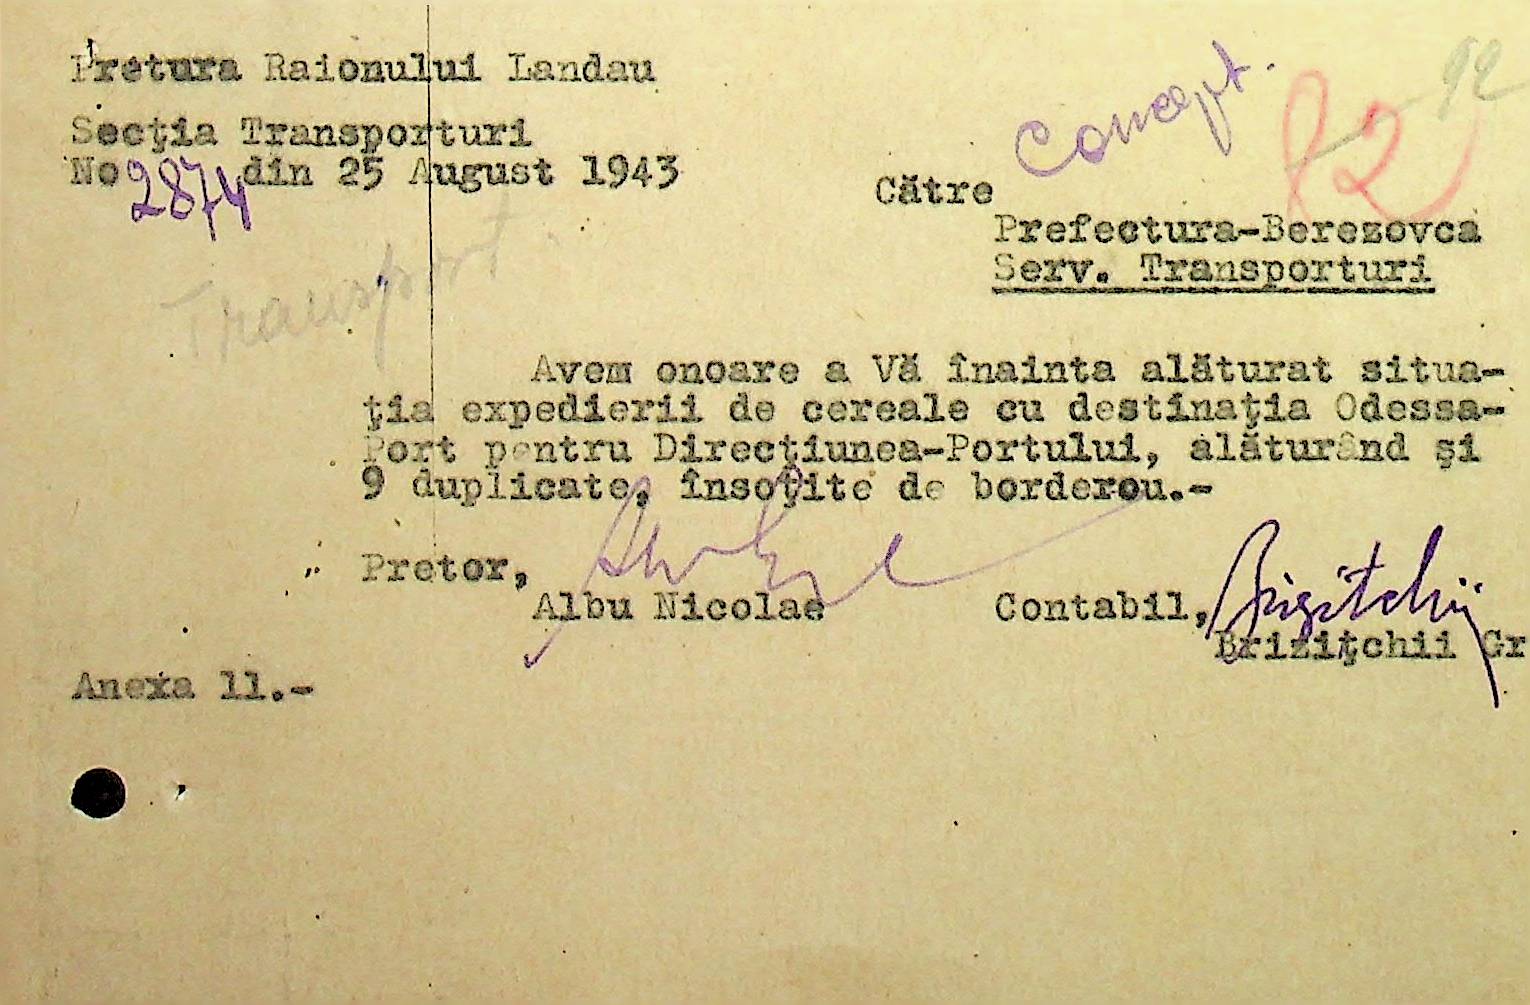 Pretura Raionului Landau
Concept.
92
82
Secţia Transporturi
No 2874 din 25 August 1943
Către
Prefectura-Berezovca
Serv. Transporturi
Transport
Avem onoare a Vă înainta alăturat situa-
ţia expedierii de cereale cu destinaţia Odessa-
Port pentru Direcţiunea-Portului, alăturând şi
9 duplicate, însoţite de borderou.-
Pretor,
Albu Nicolae
Contabil,
Briziţchii Gr
Anexa 11.-